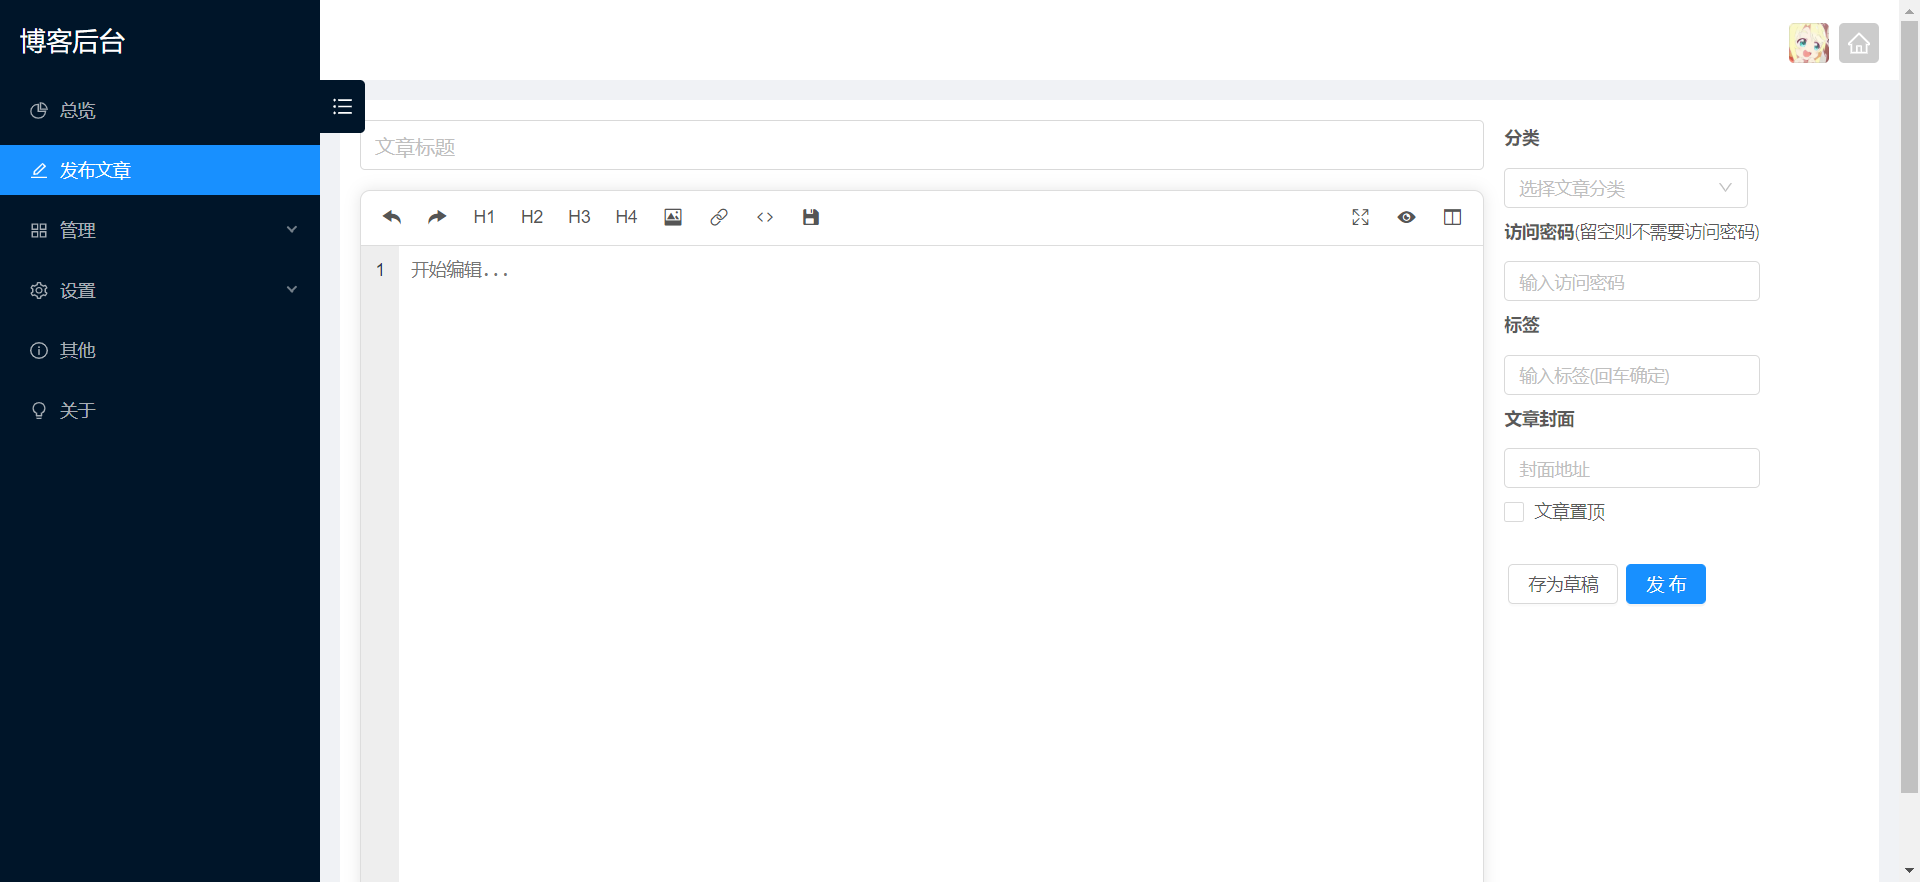 博客后台
总览
发布文章
管理
设置
其他
关于
文章标题
H1 H2 H3 H4
1 开始编辑...
分类
选择文章分类
访问密码(留空则不需要访问密码)
输入访问密码
标签
输入标签(回车确定)
文章封面
封面地址
文章置顶
存为草稿 发布